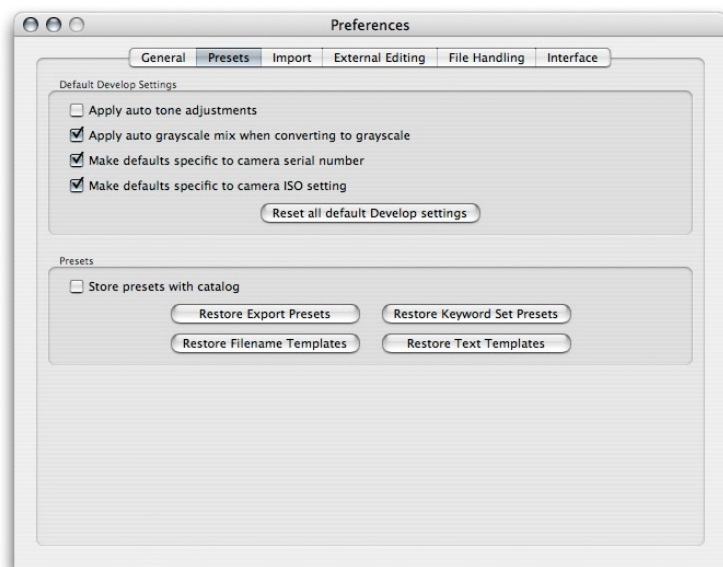 Preferences
General Presets Import External Editing File Handling Interface
Default Develop Settings
Apply auto tone adjustments
Apply auto grayscale mix when converting to grayscale
Make defaults specific to camera serial number
Make defaults specific to camera ISO setting
Reset all default Develop settings
Presets
Store presets with catalog
Restore Export Presets Restore Keyword Set Presets
Restore Filename Templates Restore Text Templates